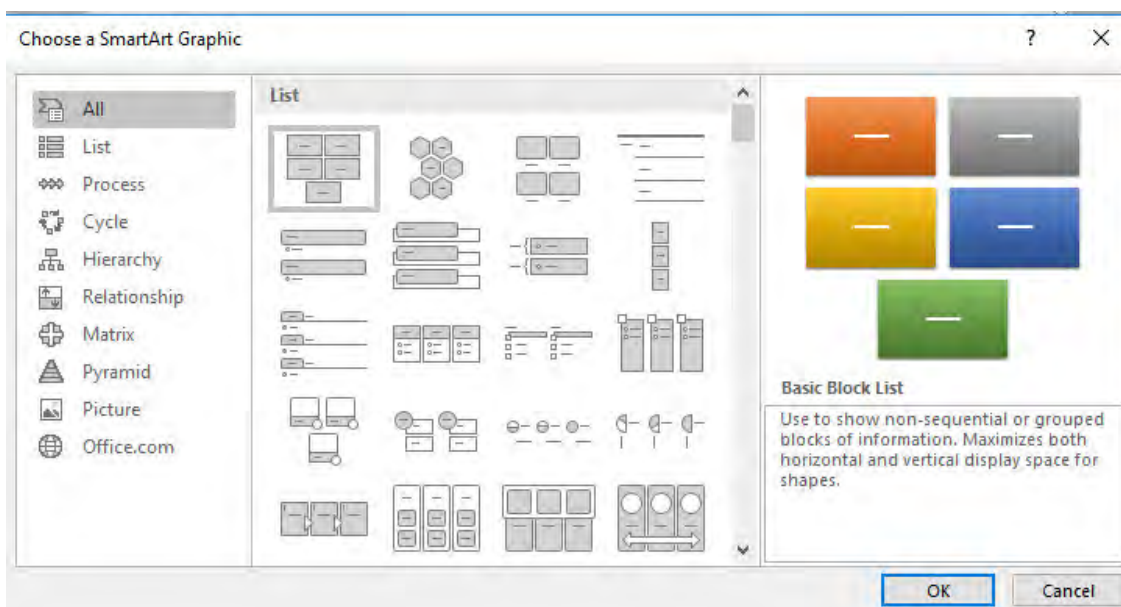 Choose a SmartArt Graphic
?
All
List
Process
Cycle
Hierarchy
Relationship
Matrix
Pyramid
Picture
Office.com
List
Basic Block List
Use to show non-sequential or grouped
blocks of information. Maximizes both
horizontal and vertical display space for
shapes.
OK
Cancel